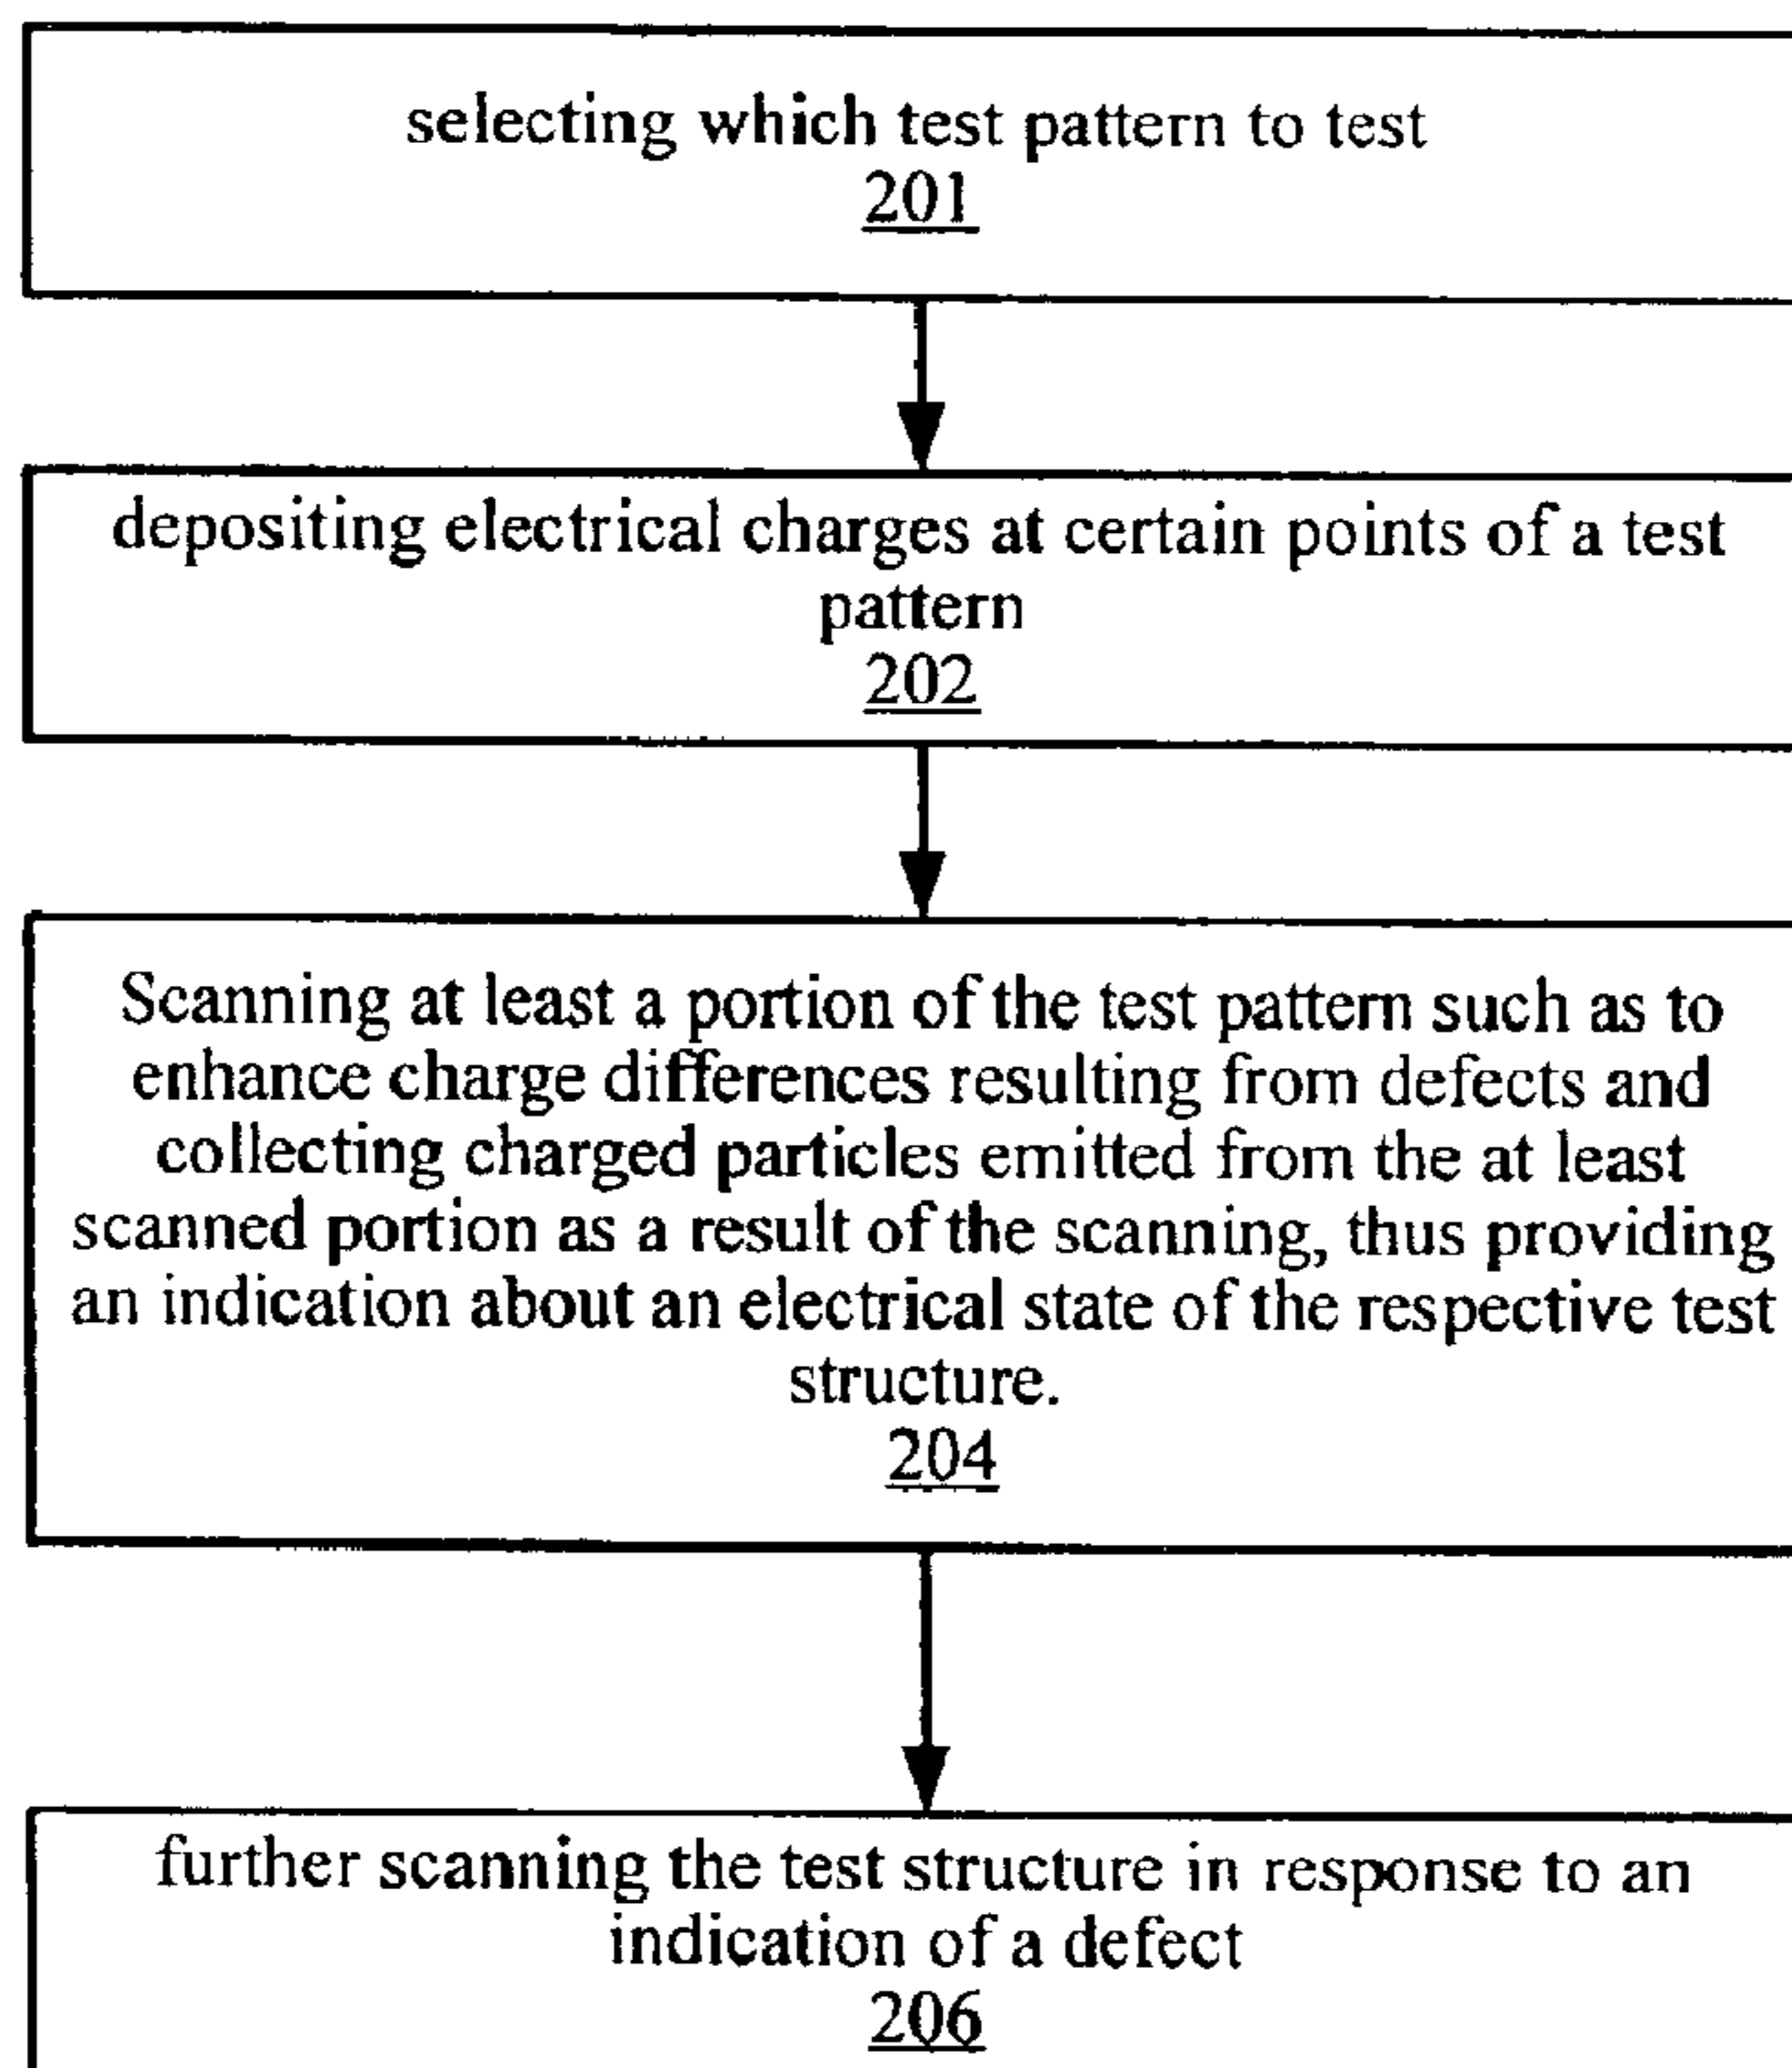 selecting which test pattern to test
201
depositing electrical charges at certain points of a test
pattern
202
Scanning at least a portion of the test pattern such as to
enhance charge differences resulting from defects and
collecting charged particles emitted from the at least
scanned portion as a result of the scanning, thus providing
an indication about an electrical state of the respective test
structure.
204
further scanning the test structure in response to an
indication of a defect
206